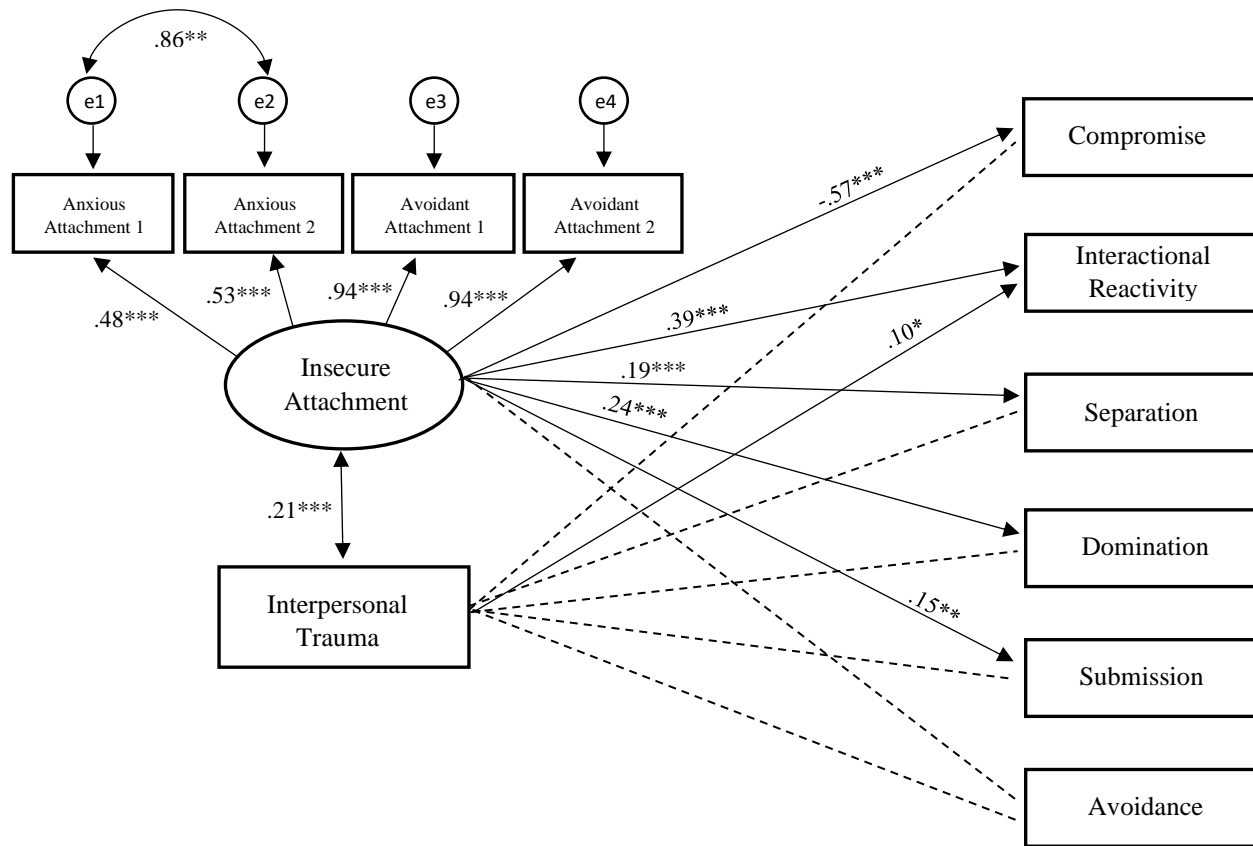 .86**
e1
e2
e3
e4
Anxious
Attachment 1
Anxious
Attachment 2
Avoidant
Attachment 1
Avoidant
Attachment 2
.48***
.53***
.94***
.94***
Insecure
Attachment
.21***
Interpersonal
Trauma
-.57***
.39***
.10*
.19***
.24***
.15**
Compromise
Interactional
Reactivity
Separation
Domination
Submission
Avoidance